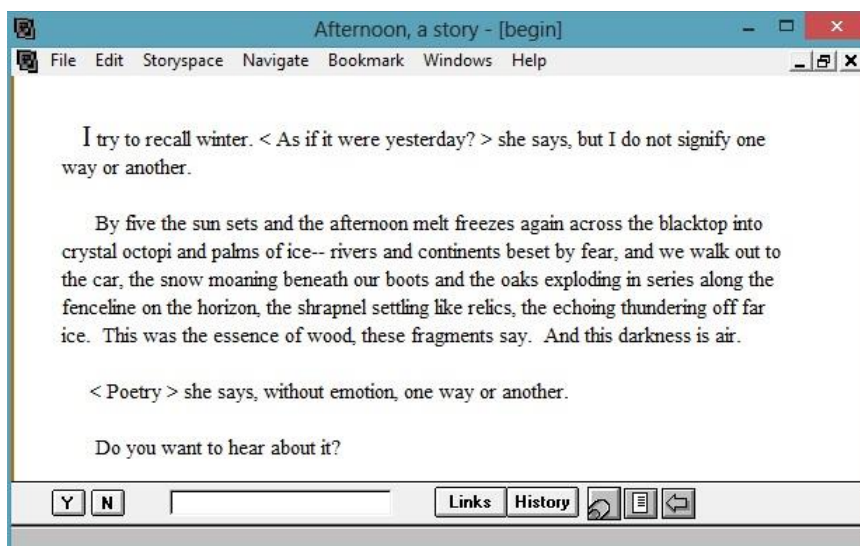 Afternoon, a story - [begin]
File Edit Storyspace Navigate Bookmark Windows Help
I try to recall winter. < As if it were yesterday? > she says, but I do not signify one
way or another.
By five the sun sets and the afternoon melt freezes again across the blacktop into
crystal octopi and palms of ice-- rivers and continents beset by fear, and we walk out to
the car, the snow moaning beneath our boots and the oaks exploding in series along the
fenceline on the horizon, the shrapnel settling like relics, the echoing thundering off far
ice. This was the essence of wood, these fragments say. And this darkness is air.
< Poetry > she says, without emotion, one way or another.
Do you want to hear about it?
Y N Links History